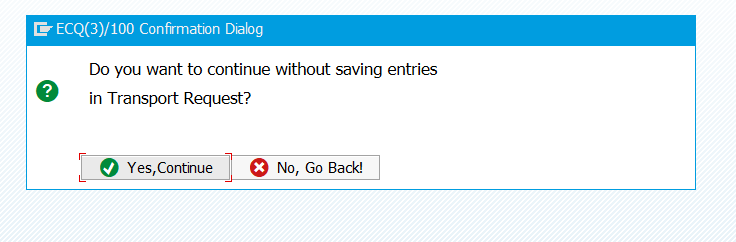 ECQ(3)/100 Confirmation Dialog
Do you want to continue without saving entries
in Transport Request?
Yes,Continue No, Go Back!